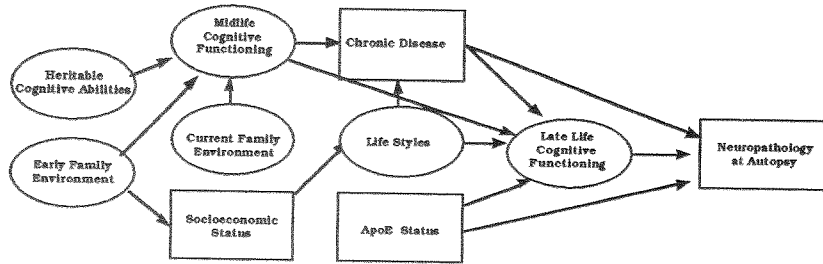 Midlife
Cognitive
Functioning
Chronic Disease
Heritable
Cognitive Abilities
Current Family
Environment
Life Styles
Late Life
Cognitive
Functioning
Neuropathology
at Autopsy
Early Family
Environment
Socioeconomic
Status
ApoE Status